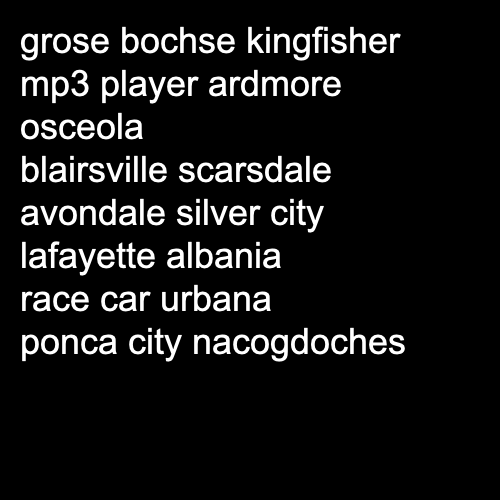 grose bochse kingfisher
mp3 player ardmore
osceola
blairsville scarsdale
avondale silver city
lafayette albania
race car urbana
ponca city nacogdoches